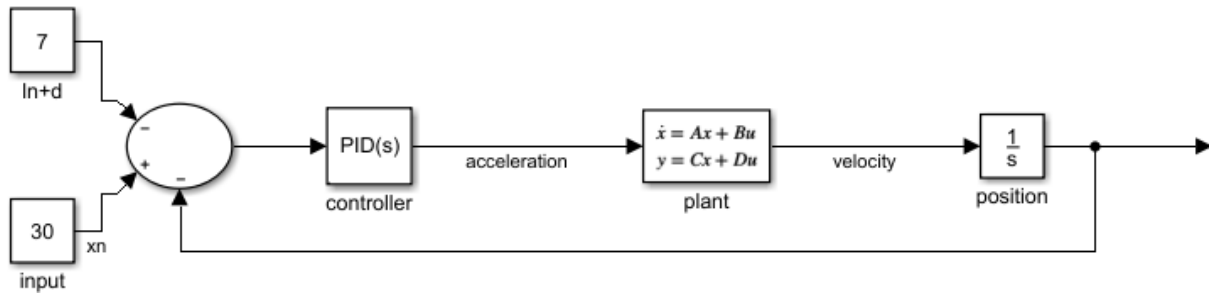 7
ln+d
−
+
−
30
xn
input
PID(s)
controller
acceleration
ẋ = Ax + Bu
y = Cx + Du
plant
velocity
1
s
position